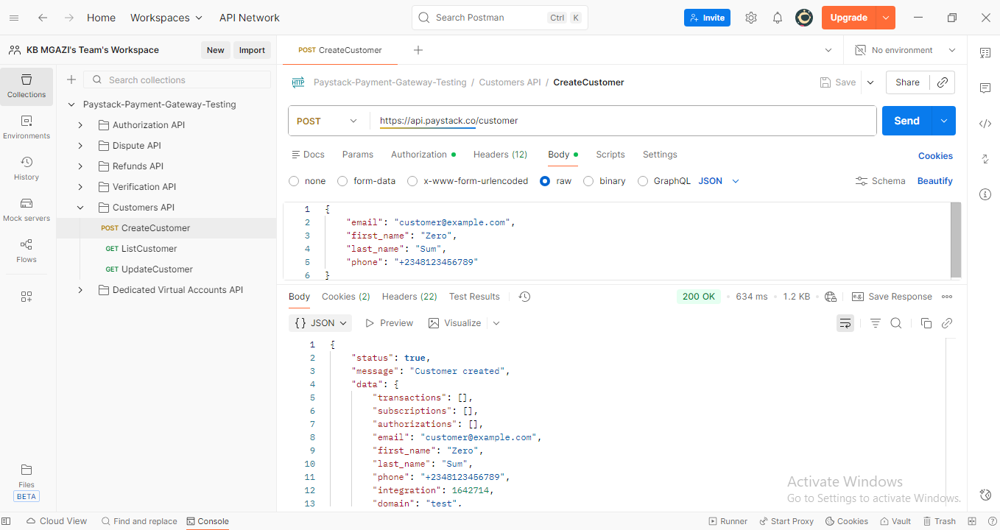 Home Workspaces API Network Search Postman Ctrl K Invite Upgrade
KB MGAZI's Team's Workspace New Import POST CreateCustomer No environment
Collections
Environments
History
Mock servers
Flows
Files
BETA
Search collections
Paystack-Payment-Gateway-Testing
Authorization API
Dispute API
Refunds API
Verification API
Customers API
POST CreateCustomer
GET ListCustomer
GET UpdateCustomer
Dedicated Virtual Accounts API
HTTP Paystack-Payment-Gateway-Testing / Customers API / CreateCustomer Save Share
POST https://api.paystack.co/customer Send
Docs Params Authorization Headers (12) Body Scripts Settings Cookies
none form-data x-www-form-urlencoded raw binary GraphQL JSON Schema Beautify
1 {
2 "email": "customer@example.com",
3 "first_name": "Zero",
4 "last_name": "Sum",
5 "phone": "+2348123456789"
6 }
Body Cookies (2) Headers (22) Test Results 200 OK • 634 ms • 1.2 KB • e.g. Save Response
{} JSON Preview Visualize
1 {
2 "status": true,
3 "message": "Customer created",
4 "data": {
5 "transactions": [],
6 "subscriptions": [],
7 "authorizations": [],
8 "email": "customer@example.com",
9 "first_name": "Zero",
10 "last_name": "Sum",
11 "phone": "+2348123456789",
12 "integration": 1642714,
13 "domain": "test",
Activate Windows
Go to Settings to activate Windows.
Cloud View Find and replace Console Runner Start Proxy Cookies Vault Trash